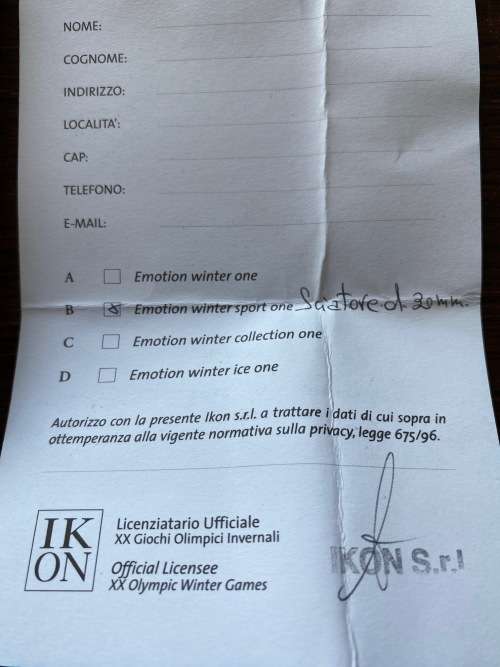 NOME:
COGNOME:
INDIRIZZO:
LOCALITA':
CAP:
TELEFONO:
E-MAIL:
A Emotion winter one
B Emotion winter sport one Sciatore d 30 mm.
C Emotion winter collection one
D Emotion winter ice one
Autorizzo con la presente Ikon s.r.l. a trattare i dati di cui sopra in
ottemperanza alla vigente normativa sulla privacy, legge 675/96.
IK
ON
Licenziatario Ufficiale
XX Giochi Olimpici Invernali
Official Licensee
XX Olympic Winter Games
IKON S.r.l